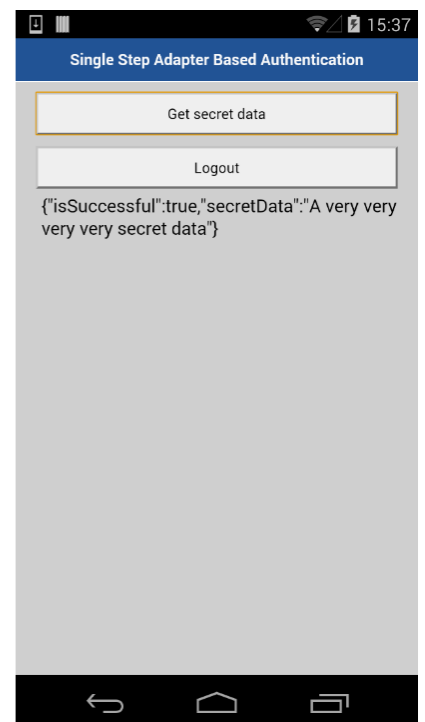 15:37
Single Step Adapter Based Authentication
Get secret data
Logout
{"isSuccessful":true,"secretData":"A very very
very very secret data"}